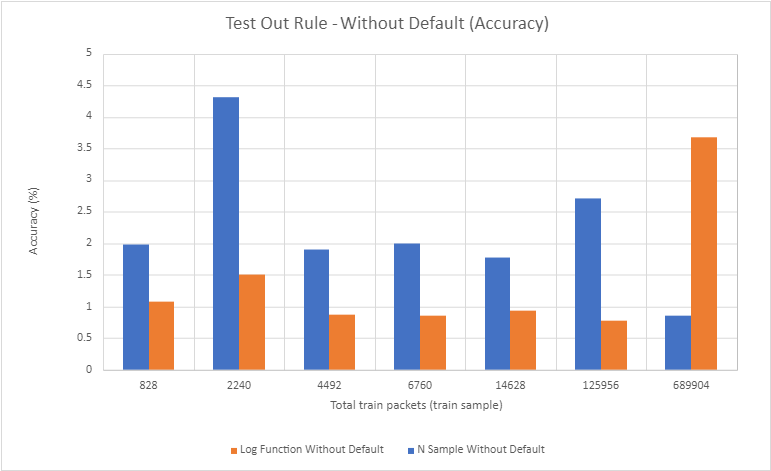 Test Out Rule - Without Default (Accuracy)
5
4.5
4
3.5
3
2.5
2
1.5
1
0.5
0
Accuracy (%)
828 2240 4492 6760 14628 125956 689904
Total train packets (train sample)
Log Function Without Default N Sample Without Default